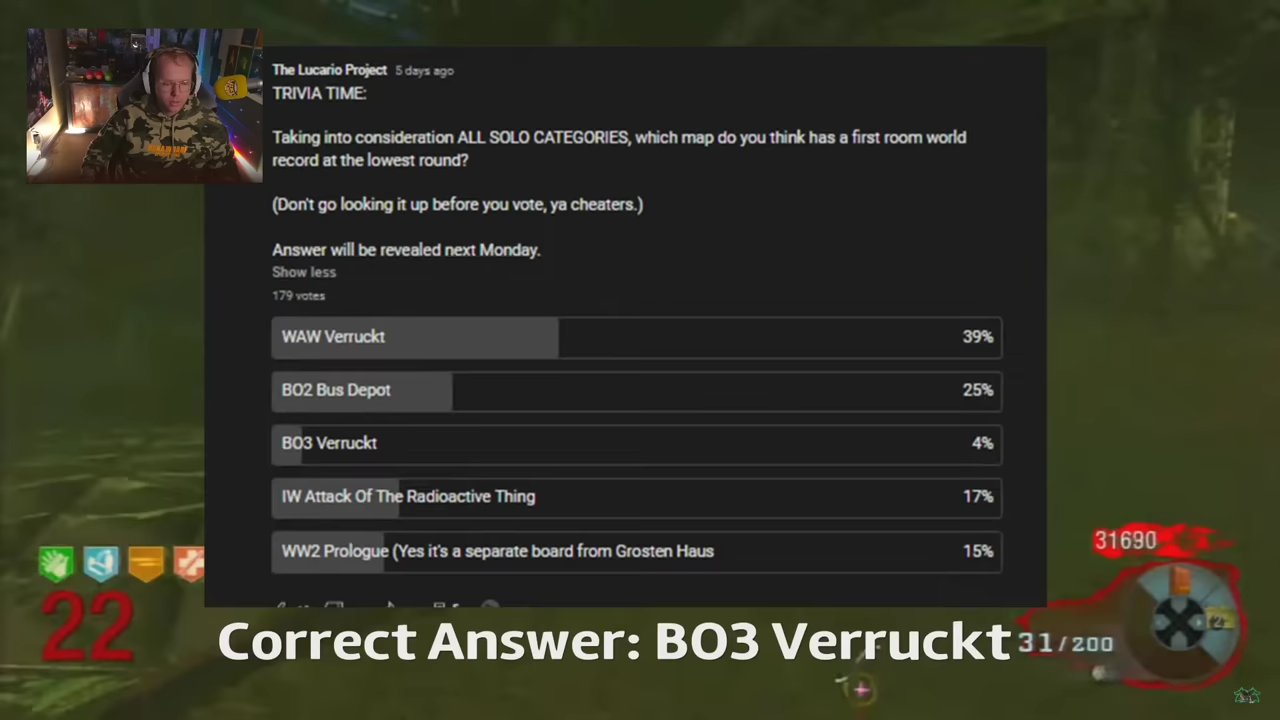 The Lucario Project 5 days ago
TRIVIA TIME:
Taking into consideration ALL SOLO CATEGORIES, which map do you think has a first room world
record at the lowest round?
(Don't go looking it up before you vote, ya cheaters.)
Answer will be revealed next Monday.
Show less
179 votes
WAW Verruckt 39%
BO2 Bus Depot 25%
BO3 Verruckt 4%
IW Attack Of The Radioactive Thing 17%
WW2 Prologue (Yes it's a separate board from Grosten Haus 15%
31690
22
Correct Answer: BO3 Verruckt
31/200